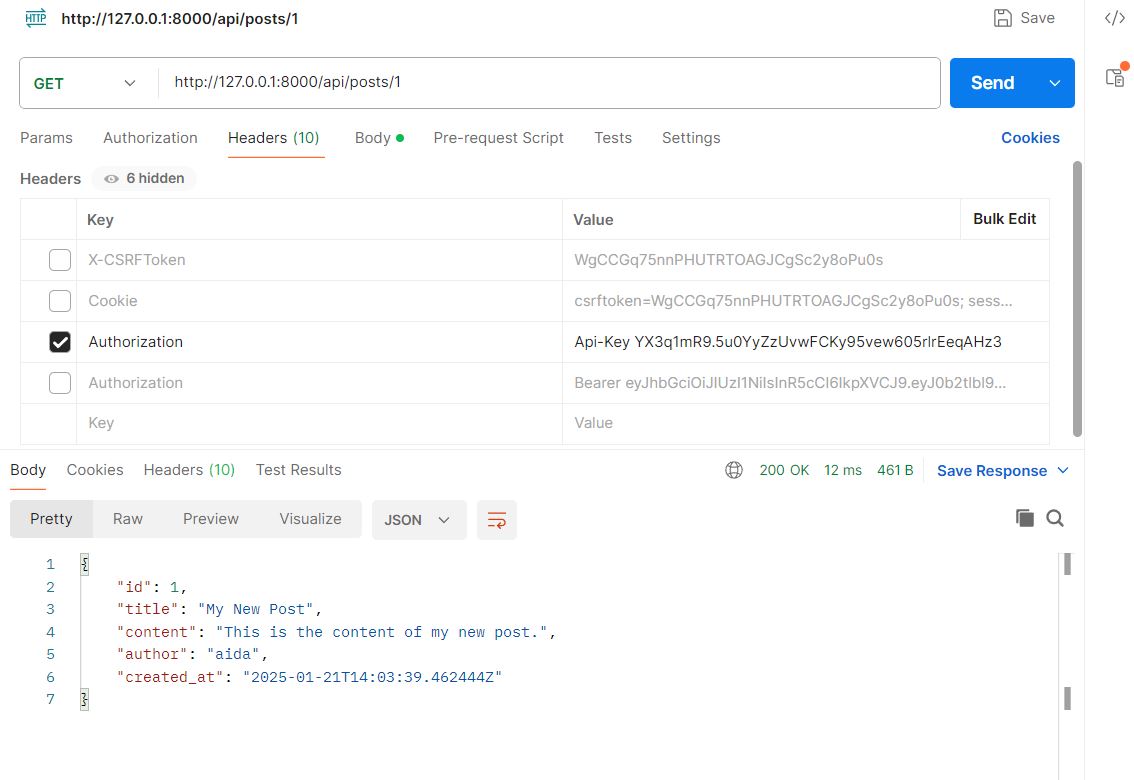 HTTP http://127.0.0.1:8000/api/posts/1 Save
GET http://127.0.0.1:8000/api/posts/1 Send
Params Authorization Headers (10) Body Pre-request Script Tests Settings Cookies
Headers 6 hidden
Key Value Bulk Edit
X-CSRFToken WgCCGq75nnPHUTRTOAGJCgSc2y8oPu0s
Cookie csrftoken=WgCCGq75nnPHUTRTOAGJCgSc2y8oPu0s; sess...
Authorization Api-Key YX3q1mR9.5u0YyZzUvwFCKy95vew605rIrEeqAHz3
Authorization Bearer eyJhbGciOiJIUzI1NiIsInR5cCI6IkpXVCJ9.eyJ0b2tlbl9...
Key Value
Body Cookies Headers (10) Test Results 200 OK 12 ms 461 B Save Response
Pretty Raw Preview Visualize JSON
1 {
2 "id": 1,
3 "title": "My New Post",
4 "content": "This is the content of my new post.",
5 "author": "aida",
6 "created_at": "2025-01-21T14:03:39.462444Z"
7 }